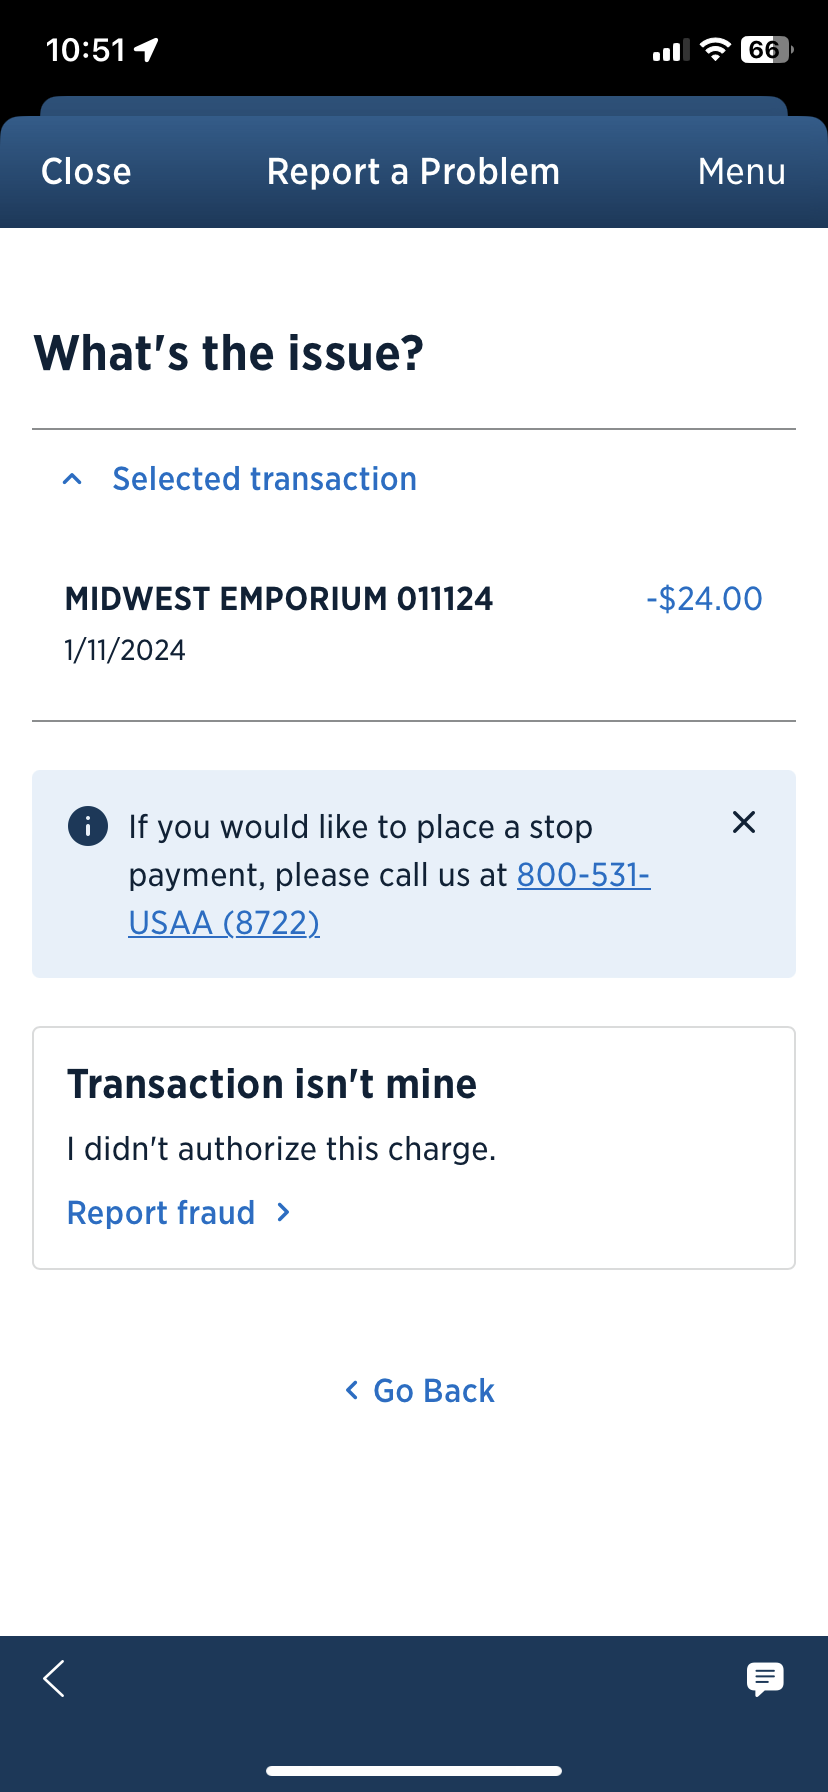 10:51
66
Close Report a Problem Menu
What's the issue?
Selected transaction
MIDWEST EMPORIUM 011124 -$24.00
1/11/2024
If you would like to place a stop
payment, please call us at 800-531-
USAA (8722)
Transaction isn't mine
I didn't authorize this charge.
Report fraud
Go Back